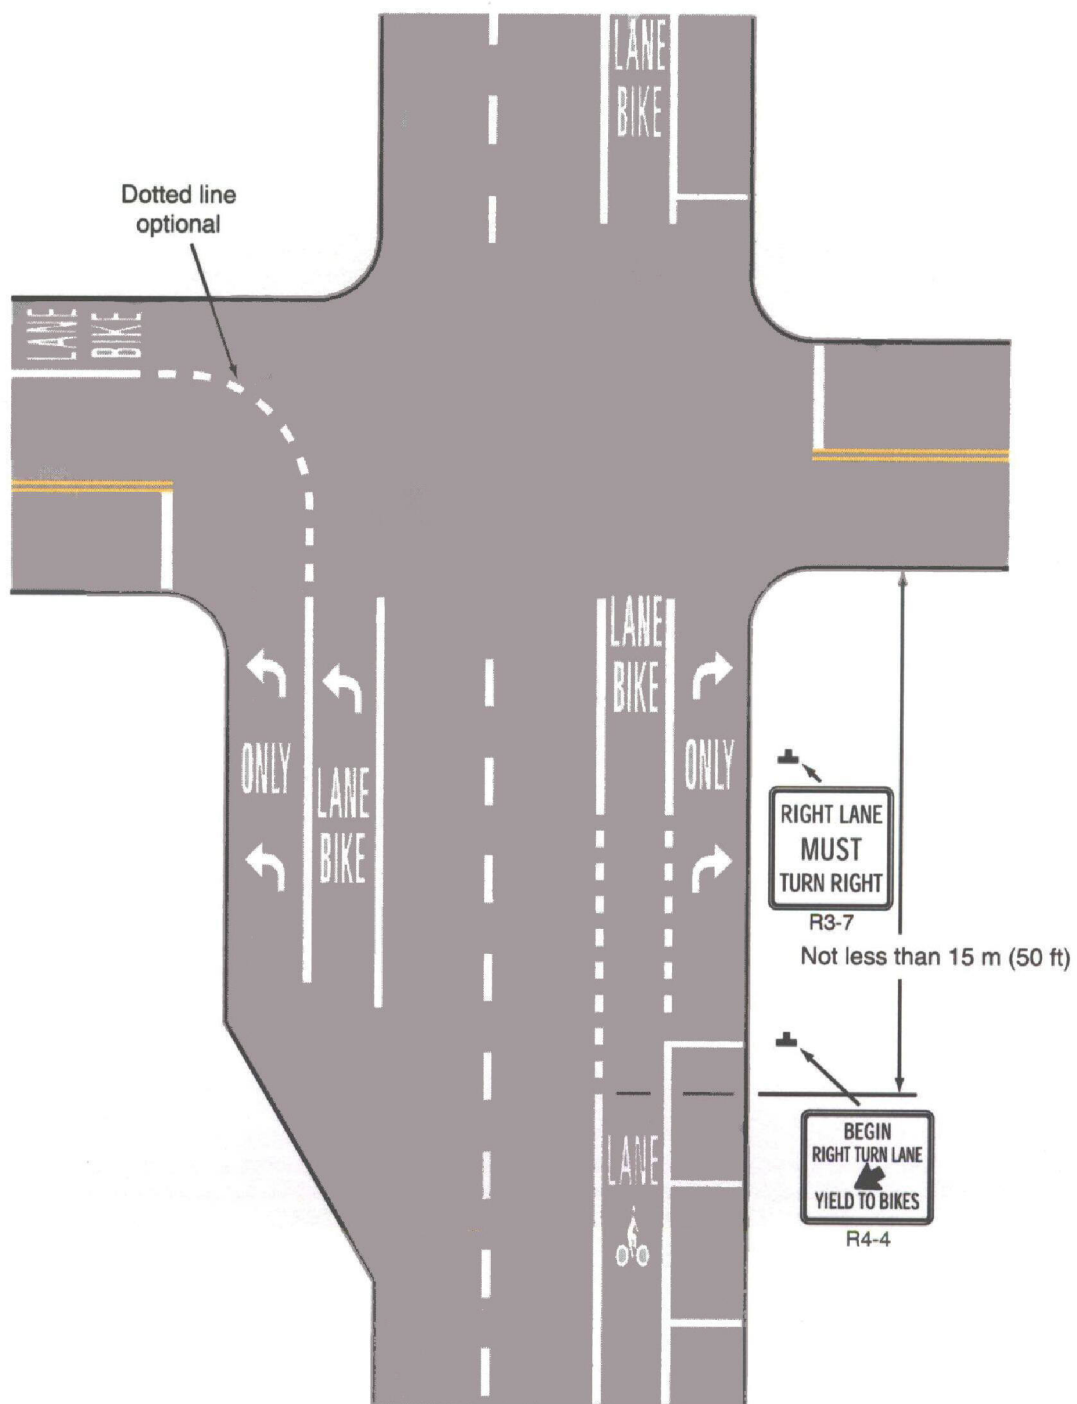 LANE
BIKE
Dotted line
optional
LANE
BIKE
LANE
BIKE
ONLY
LANE
BIKE
ONLY
RIGHT LANE
MUST
TURN RIGHT
R3-7
Not less than 15 m (50 ft)
BEGIN
RIGHT TURN LANE
YIELD TO BIKES
R4-4
LANE